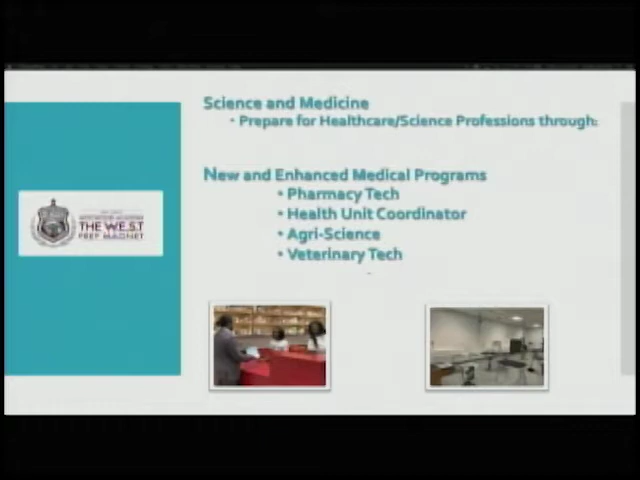 Science and Medicine
• Prepare for Healthcare/Science Professions through:
New and Enhanced Medical Programs
• Pharmacy Tech
• Health Unit Coordinator
• Agri-Science
• Veterinary Tech
THE W.E.S.T
PREP MAGNET